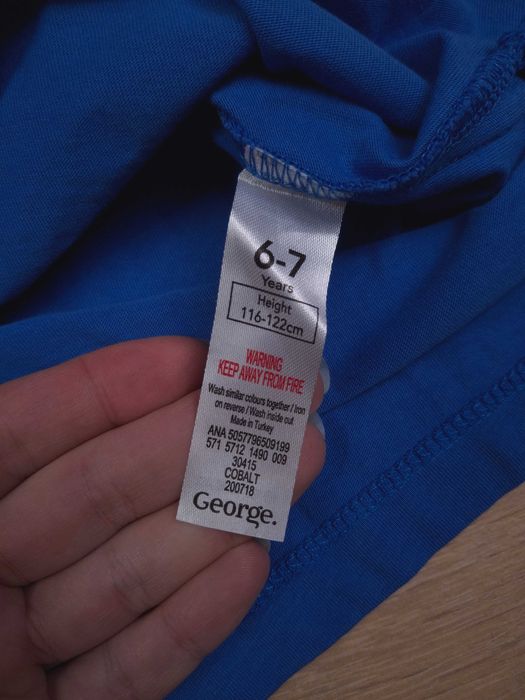 6-7
Years
Height
116-122cm
WARNING
KEEP AWAY FROM FIRE
Wash similar colours together / Iron
on reverse / Wash inside out
Made in Turkey
ANA 5057796509199
571 5712 1490 009
30415
COBALT
200718
George.